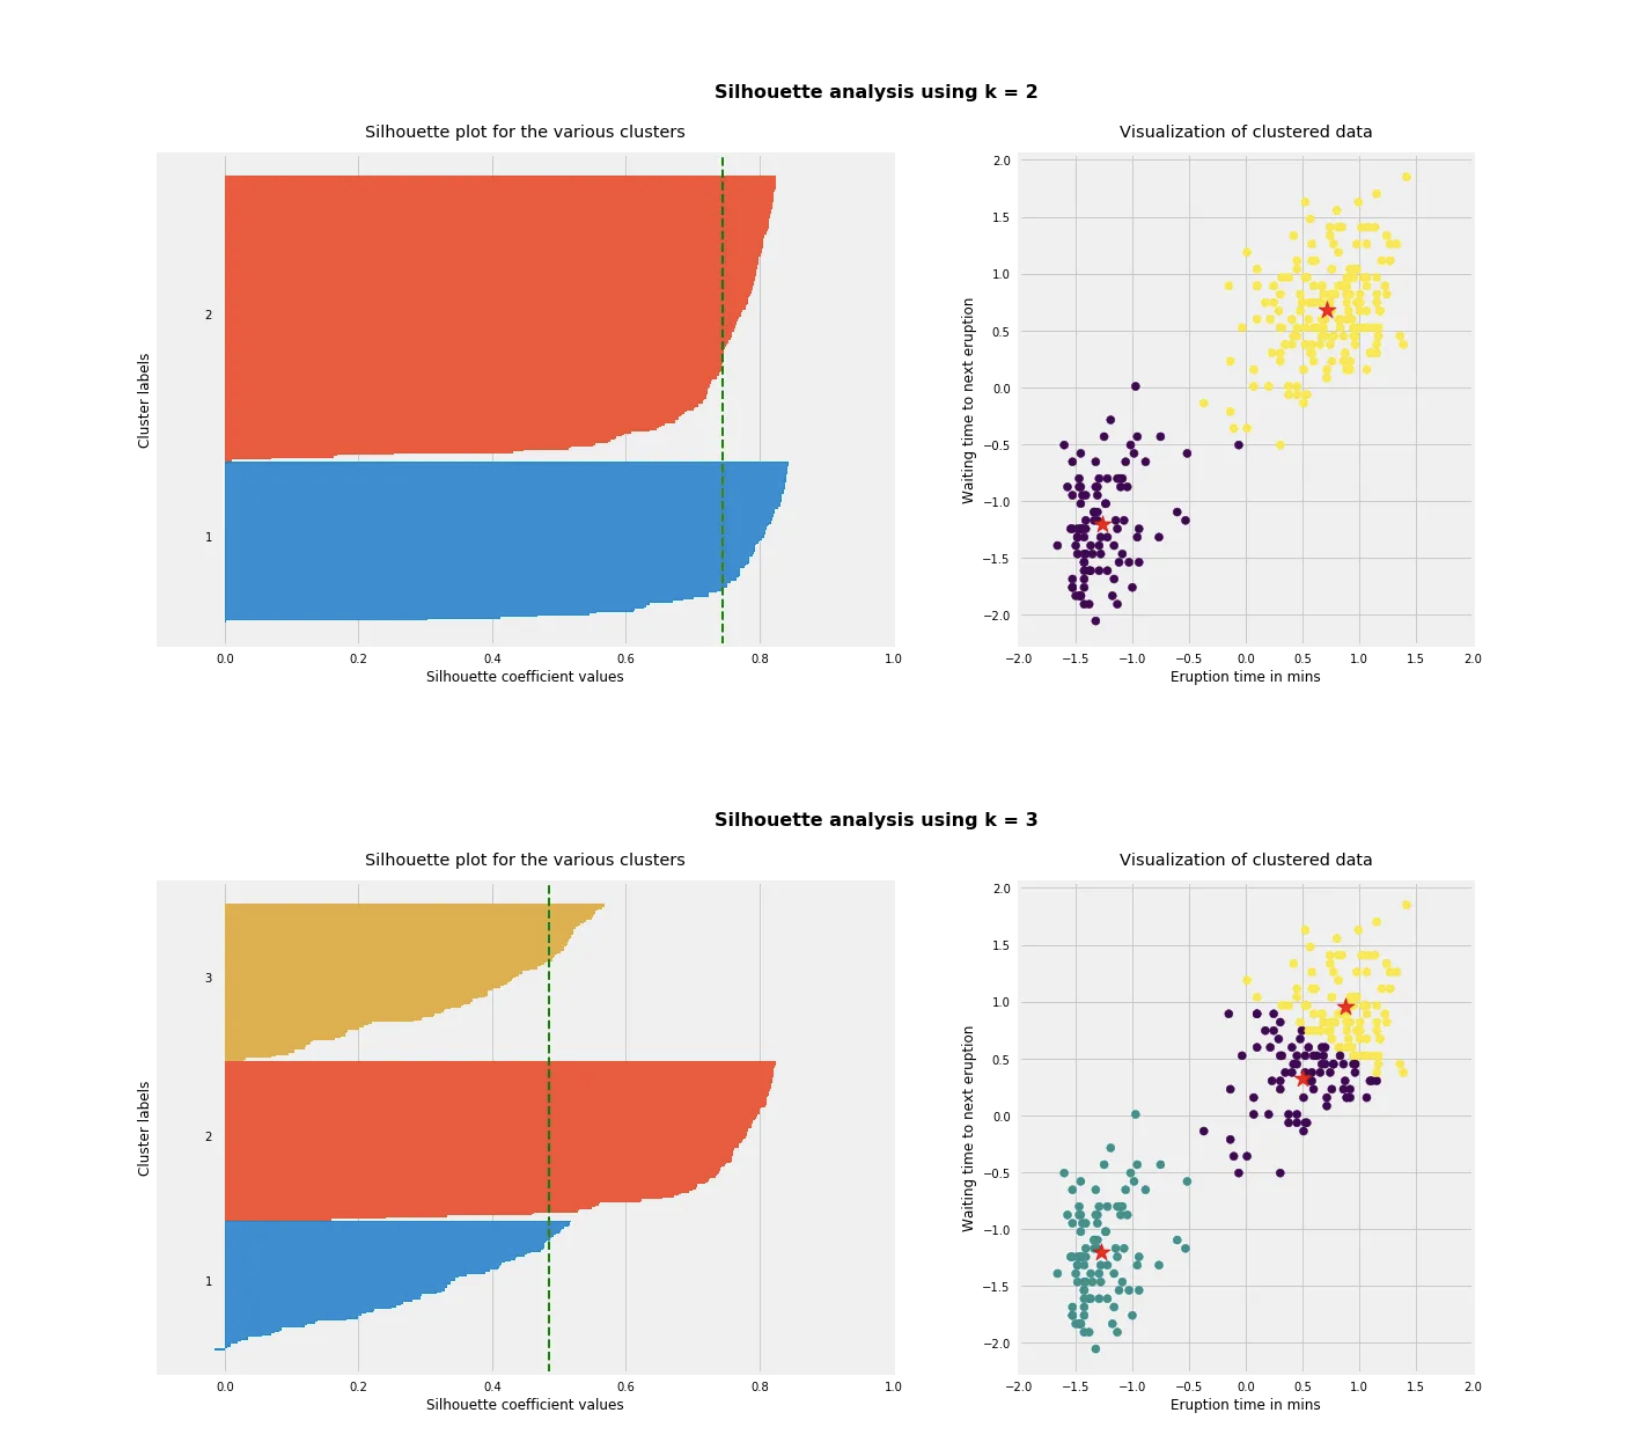 Silhouette analysis using k = 2
Silhouette plot for the various clusters
Cluster labels
2
1
0.0 0.2 0.4 0.6 0.8 1.0
Silhouette coefficient values
Visualization of clustered data
Waiting time to next eruption
2.0
1.5
1.0
0.5
0.0
−0.5
−1.0
−1.5
−2.0
−2.0 −1.5 −1.0 −0.5 0.0 0.5 1.0 1.5 2.0
Eruption time in mins
Silhouette analysis using k = 3
Silhouette plot for the various clusters
Cluster labels
3
2
1
0.0 0.2 0.4 0.6 0.8 1.0
Silhouette coefficient values
Visualization of clustered data
Waiting time to next eruption
2.0
1.5
1.0
0.5
0.0
−0.5
−1.0
−1.5
−2.0
−2.0 −1.5 −1.0 −0.5 0.0 0.5 1.0 1.5 2.0
Eruption time in mins